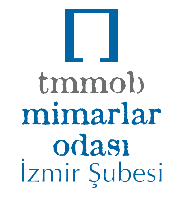 tmmob
mimarlar
odası
İzmir Şubesi